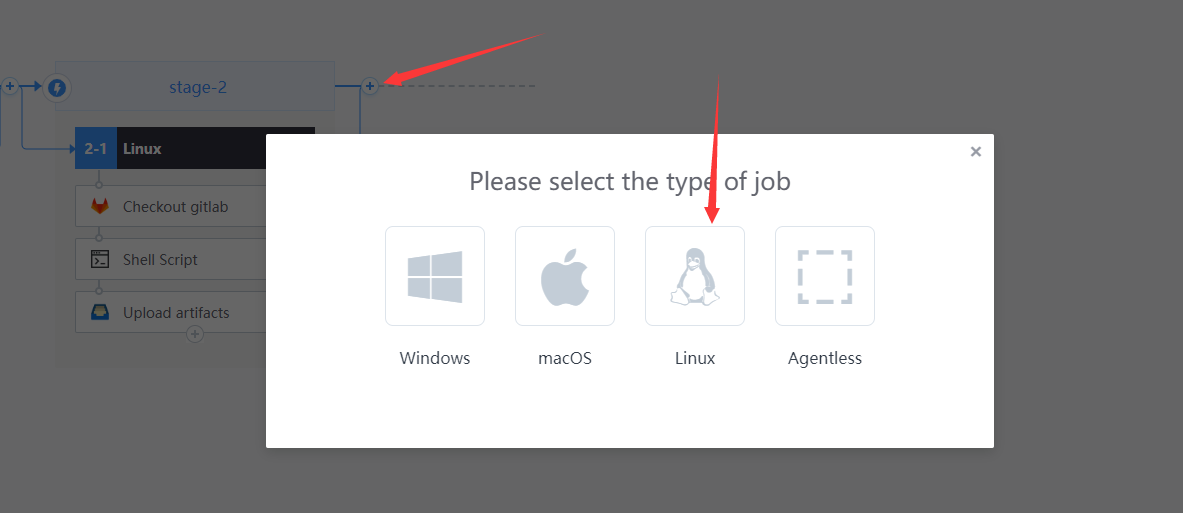 stage-2
2-1 Linux
Checkout gitlab
Shell Script
Upload artifacts
Please select the type of job
Windows
macOS
Linux
Agentless